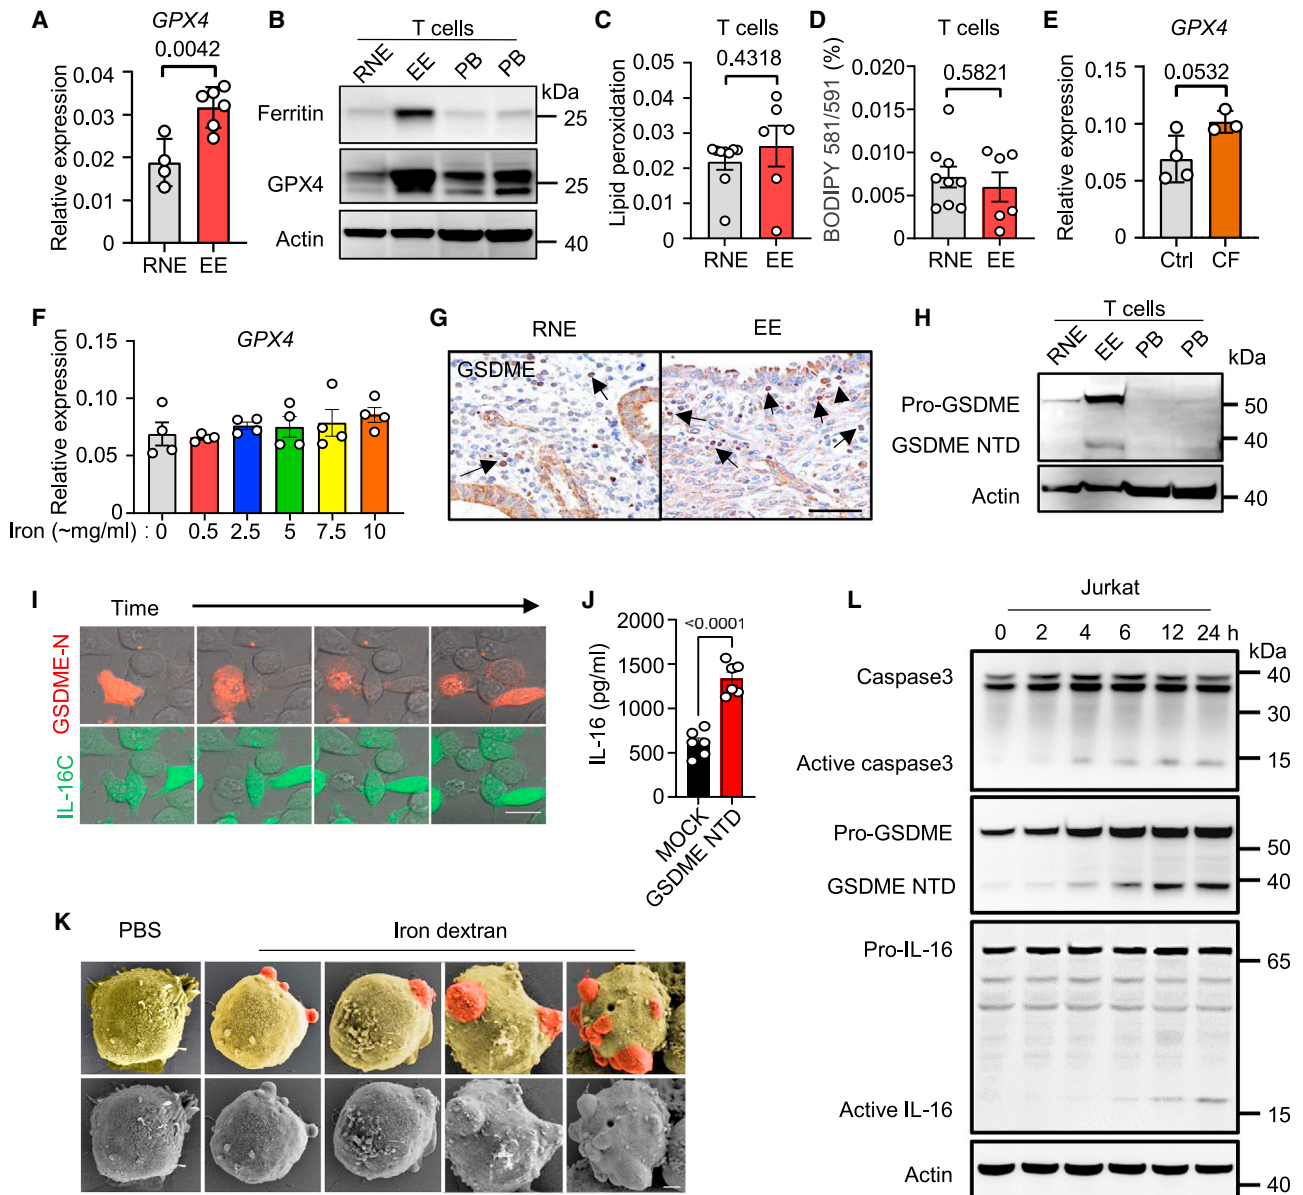 A
GPX4
0.0042
Relative expression
0.04
0.03
0.02
0.01
0
RNE
EE
B
T cells
RNE
EE
PB
PB
kDa
Ferritin
25
GPX4
25
Actin
40
C
T cells
0.4318
Lipid peroxidation
0.05
0.04
0.03
0.02
0.01
0
RNE
EE
D
T cells
0.5821
BODIPY 581/591 (%)
0.020
0.015
0.010
0.005
0
RNE
EE
E
GPX4
0.0532
Relative expression
0.15
0.10
0.05
0
Ctrl
CF
F
GPX4
Relative expression
0.15
0.10
0.05
0
Iron (~mg/ml) : 0 0.5 2.5 5 7.5 10
G
RNE
EE
GSDME
H
T cells
RNE
EE
PB
PB
kDa
Pro-GSDME
50
GSDME NTD
40
Actin
40
I
Time
GSDME-N
IL-16C
J
<0.0001
IL-16 (pg/ml)
2000
1500
1000
500
0
MOCK
GSDME NTD
K
PBS
Iron dextran
L
Jurkat
0 2 4 6 12 24 h
kDa
Caspase3
40
30
Active caspase3
15
Pro-GSDME
50
GSDME NTD
40
Pro-IL-16
65
Active IL-16
15
Actin
40